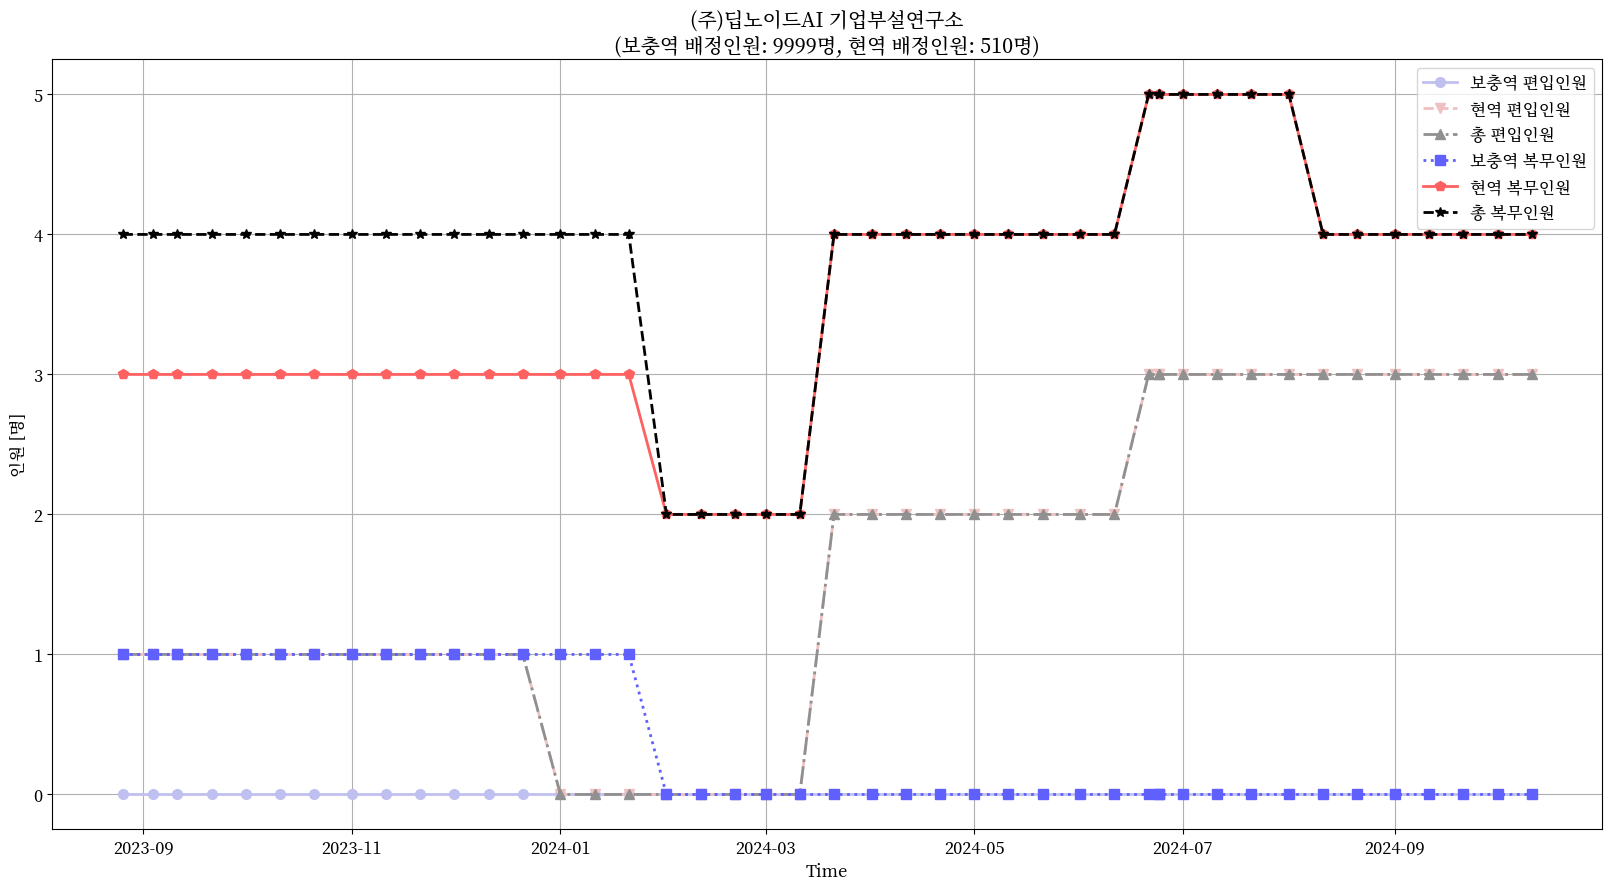 (주)딥노이드AI 기업부설연구소
(보충역 배정인원: 9999명, 현역 배정인원: 510명)
보충역 편입인원
현역 편입인원
총 편입인원
보충역 복무인원
현역 복무인원
총 복무인원
인원 [명]
5
4
3
2
1
0
2023-09
2023-11
2024-01
2024-03
2024-05
2024-07
2024-09
Time